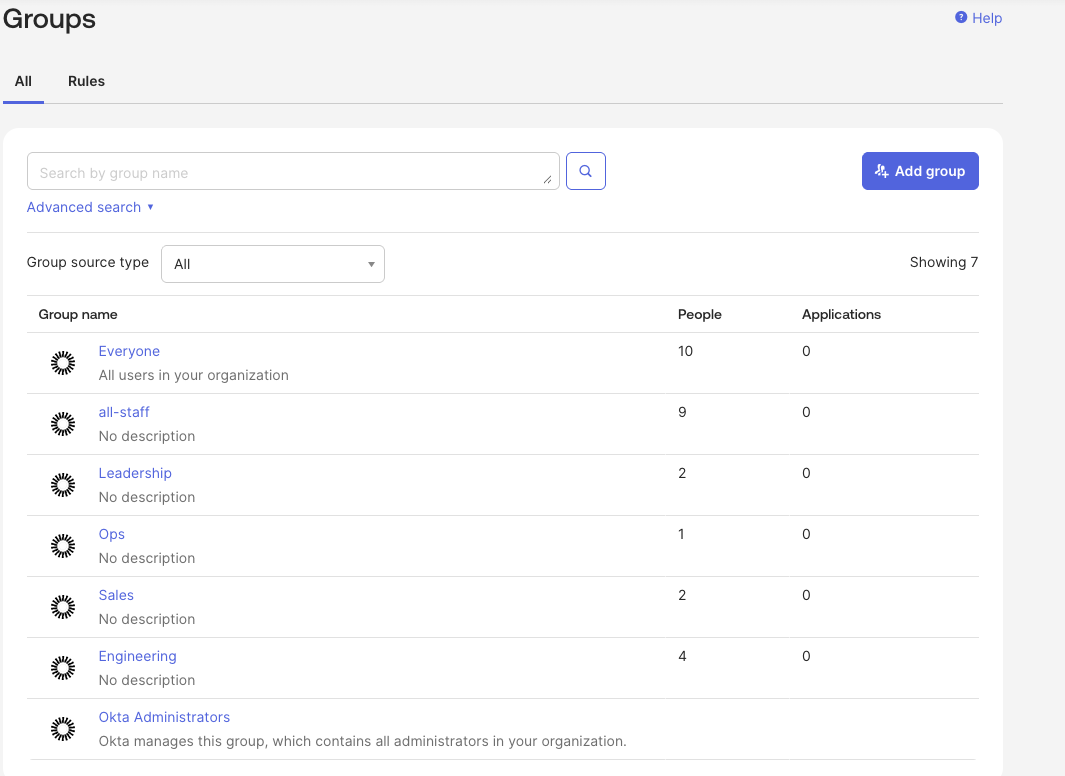 Groups
? Help
All Rules
Search by group name
Add group
Advanced search ▼
Group source type All Showing 7
Group name People Applications
Everyone 10 0
All users in your organization
all-staff 9 0
No description
Leadership 2 0
No description
Ops 1 0
No description
Sales 2 0
No description
Engineering 4 0
No description
Okta Administrators
Okta manages this group, which contains all administrators in your organization.